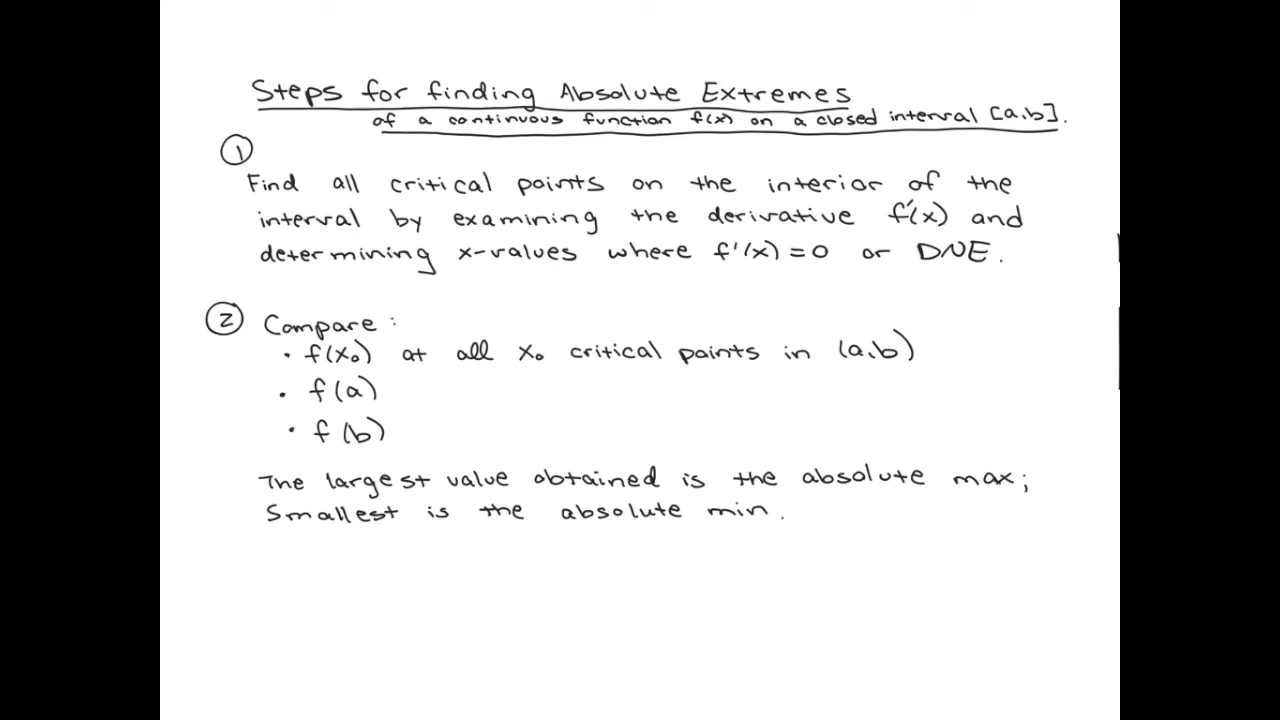 Steps for finding Absolute Extremes
of a continuous function f(x) on a closed interval [a,b].
①
Find all critical points on the interior of the
interval by examining the derivative f'(x) and
determining x-values where f'(x) = 0 or DNE.
② Compare:
• f(x₀) at all x₀ critical points in (a,b)
• f(a)
• f(b)
The largest value obtained is the absolute max;
Smallest is the absolute min.